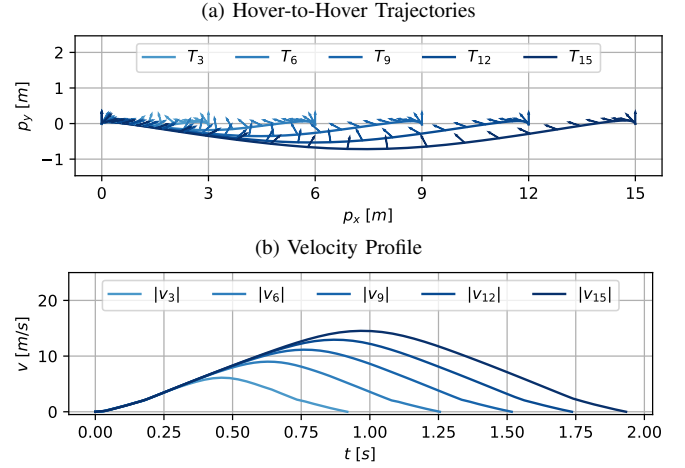 (a) Hover-to-Hover Trajectories
T₃ T₆ T₉ T₁₂ T₁₅
2
1
0
−1
p_y [m]
0 3 6 9 12 15
p_x [m]
(b) Velocity Profile
|v₃| |v₆| |v₉| |v₁₂| |v₁₅|
20
10
0
v [m/s]
0.00 0.25 0.50 0.75 1.00 1.25 1.50 1.75 2.00
t [s]